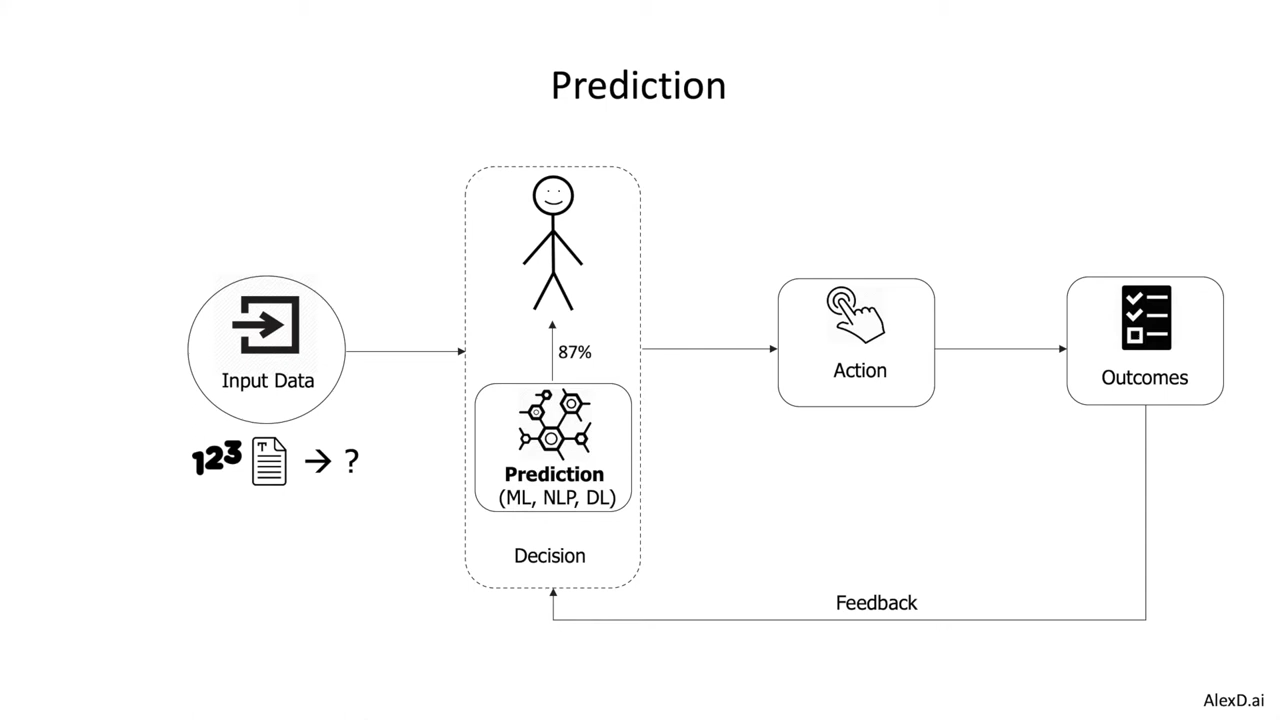 Prediction
Input Data
123 T → ?
87%
Prediction
(ML, NLP, DL)
Decision
Action
Outcomes
Feedback
AlexD.ai